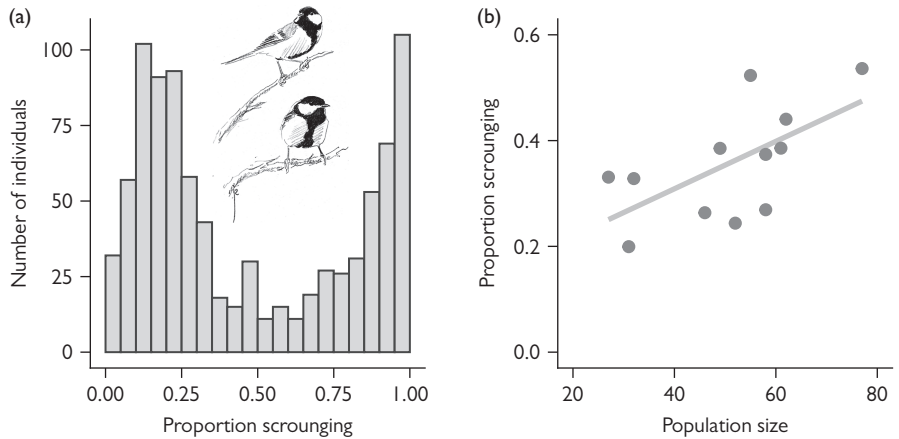 (a)
Number of individuals
100
75
50
25
0
0.00 0.25 0.50 0.75 1.00
Proportion scrounging
(b)
Proportion scrounging
0.6
0.4
0.2
0.0
20 40 60 80
Population size